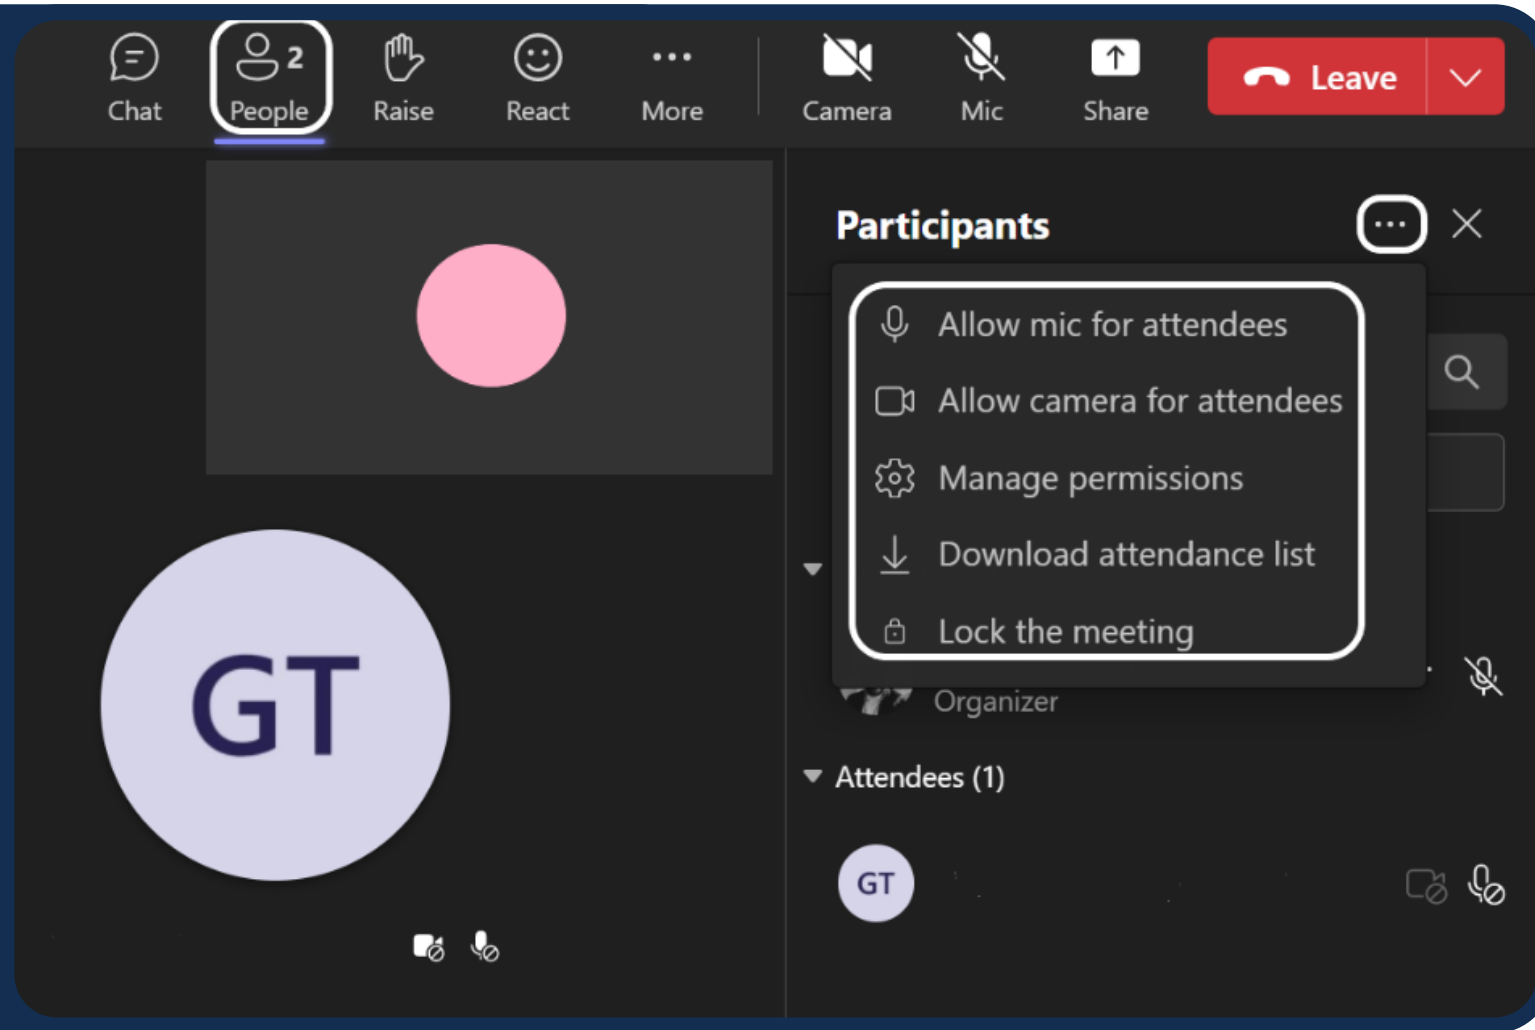 2
Chat People Raise React More Camera Mic Share Leave
Participants
Allow mic for attendees
Allow camera for attendees
Manage permissions
Download attendance list
Lock the meeting
Organizer
GT
Attendees (1)
GT